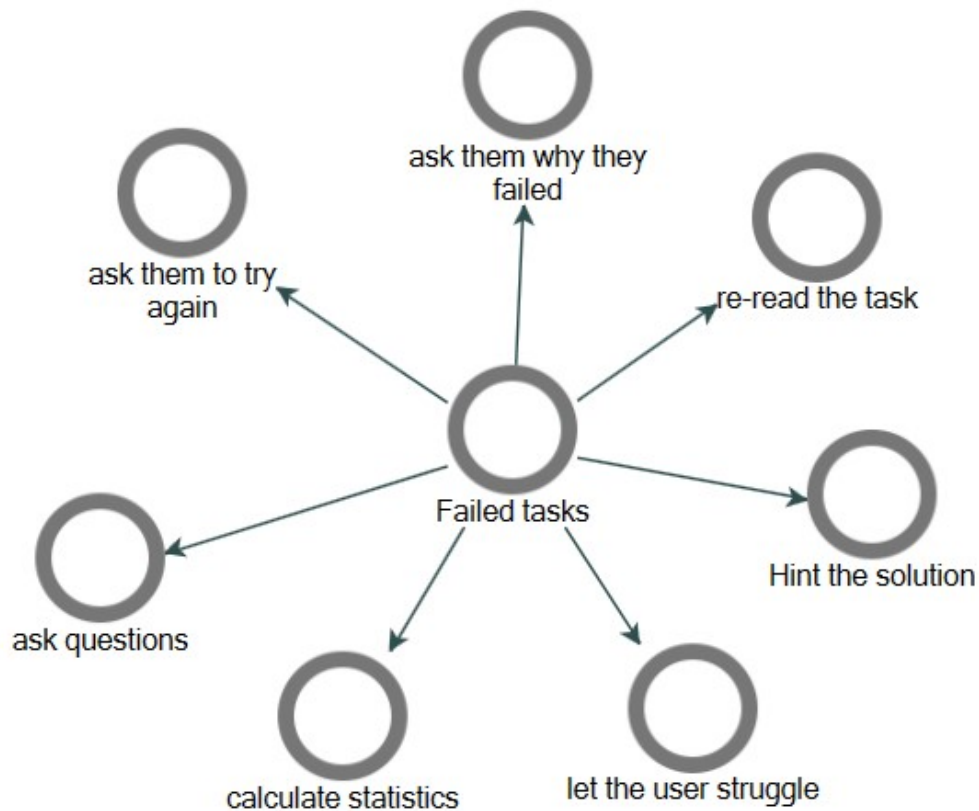 ask them why they
failed
ask them to try
again
re-read the task
Failed tasks
Hint the solution
ask questions
calculate statistics
let the user struggle